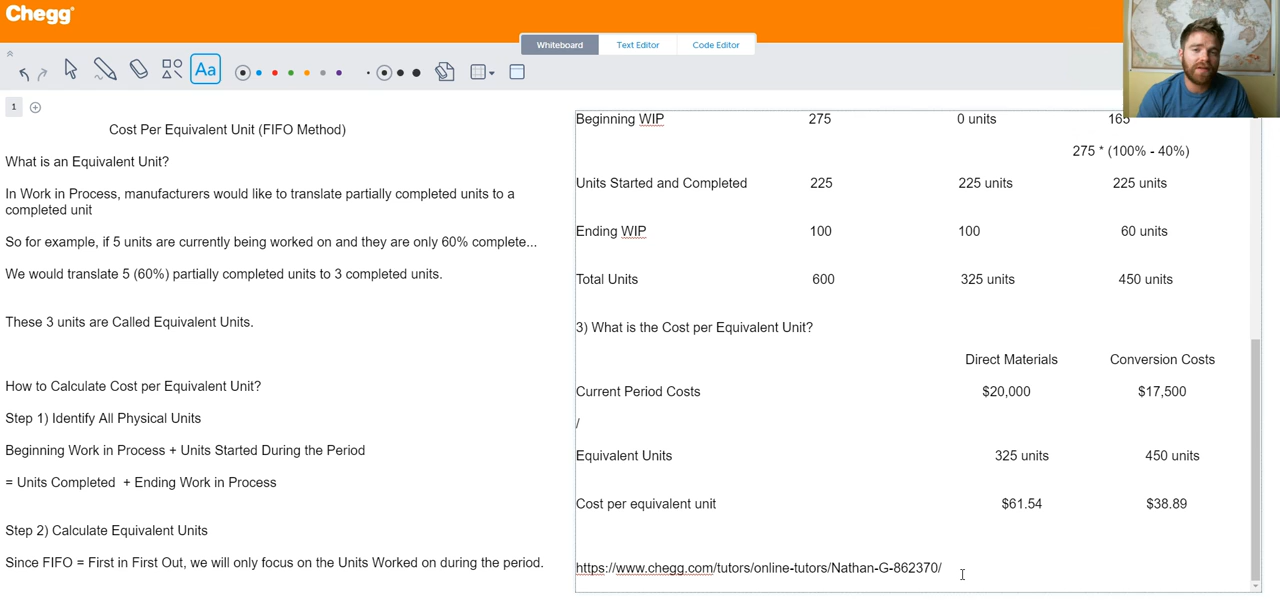 Chegg
Whiteboard
Text Editor
Code Editor
Aa
1
Cost Per Equivalent Unit (FIFO Method)
What is an Equivalent Unit?
In Work in Process, manufacturers would like to translate partially completed units to a
completed unit
So for example, if 5 units are currently being worked on and they are only 60% complete...
We would translate 5 (60%) partially completed units to 3 completed units.
These 3 units are Called Equivalent Units.
How to Calculate Cost per Equivalent Unit?
Step 1) Identify All Physical Units
Beginning Work in Process + Units Started During the Period
= Units Completed + Ending Work in Process
Step 2) Calculate Equivalent Units
Since FIFO = First in First Out, we will only focus on the Units Worked on during the period.
Beginning WIP 275 0 units 165
275 * (100% - 40%)
Units Started and Completed 225 225 units 225 units
Ending WIP 100 100 60 units
Total Units 600 325 units 450 units
3) What is the Cost per Equivalent Unit?
Direct Materials Conversion Costs
Current Period Costs $20,000 $17,500
/
Equivalent Units 325 units 450 units
Cost per equivalent unit $61.54 $38.89
https://www.chegg.com/tutors/online-tutors/Nathan-G-862370/